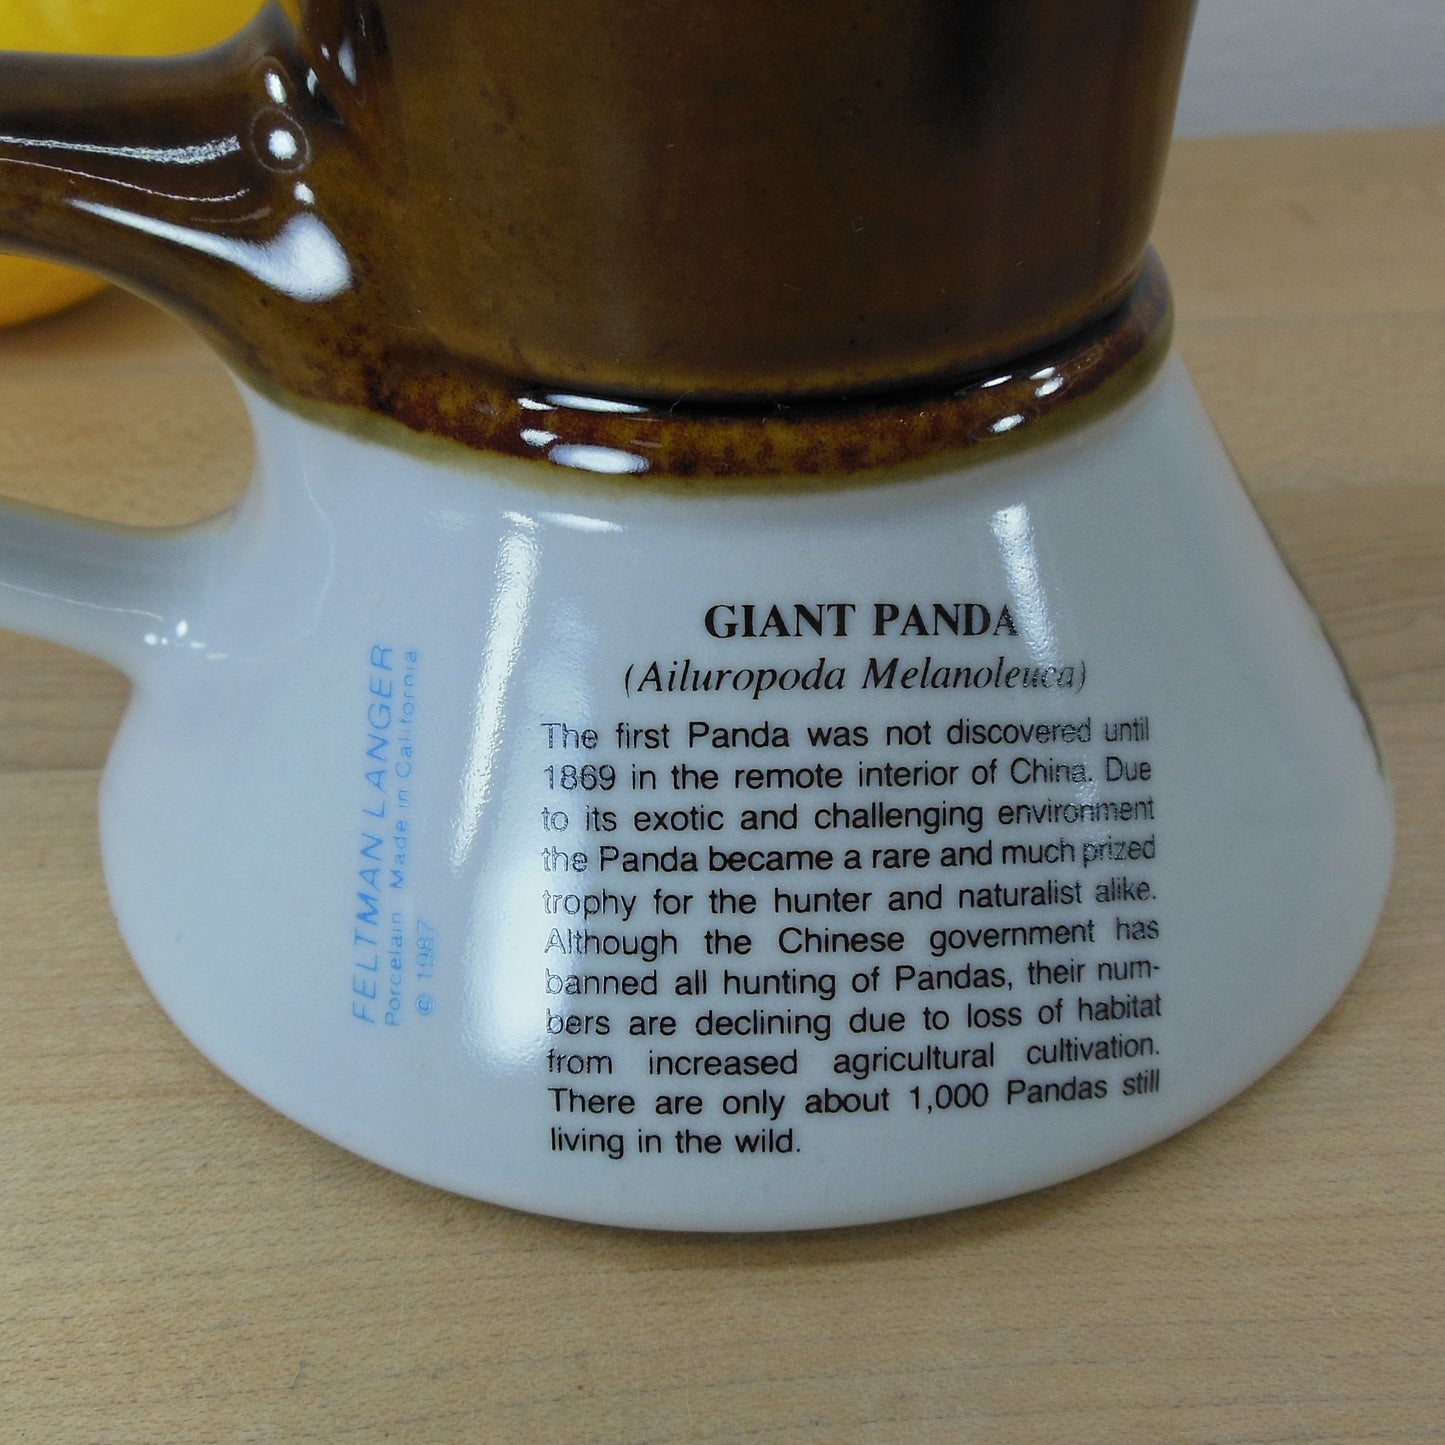 GIANT PANDA
(Ailuropoda Melanoleuca)
The first Panda was not discovered until
1869 in the remote interior of China. Due
to its exotic and challenging environment
the Panda became a rare and much prized
trophy for the hunter and naturalist alike.
Although the Chinese government has
banned all hunting of Pandas, their num-
bers are declining due to loss of habitat
from increased agricultural cultivation.
There are only about 1,000 Pandas still
living in the wild.
FELTMAN LANGER
Porcelain Made in California
© 1987